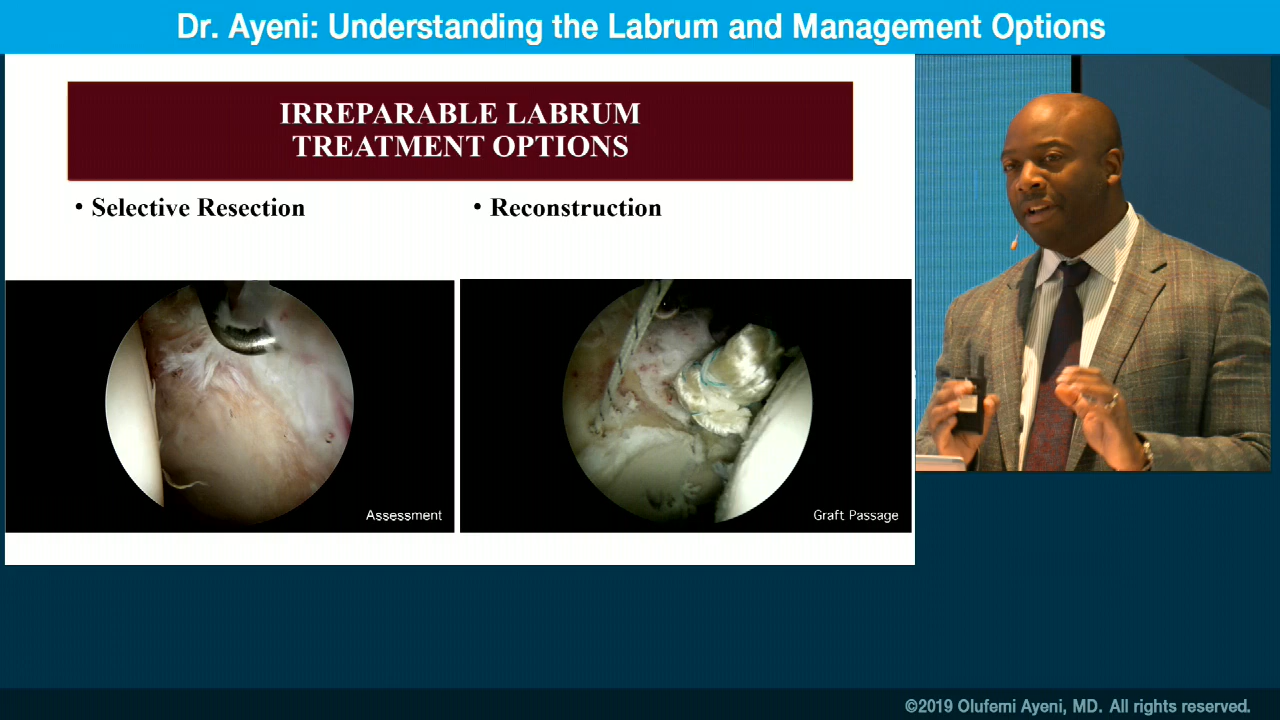 Dr. Ayeni: Understanding the Labrum and Management Options
IRREPARABLE LABRUM
TREATMENT OPTIONS
• Selective Resection
• Reconstruction
Assessment
Graft Passage
©2019 Olufemi Ayeni, MD. All rights reserved.